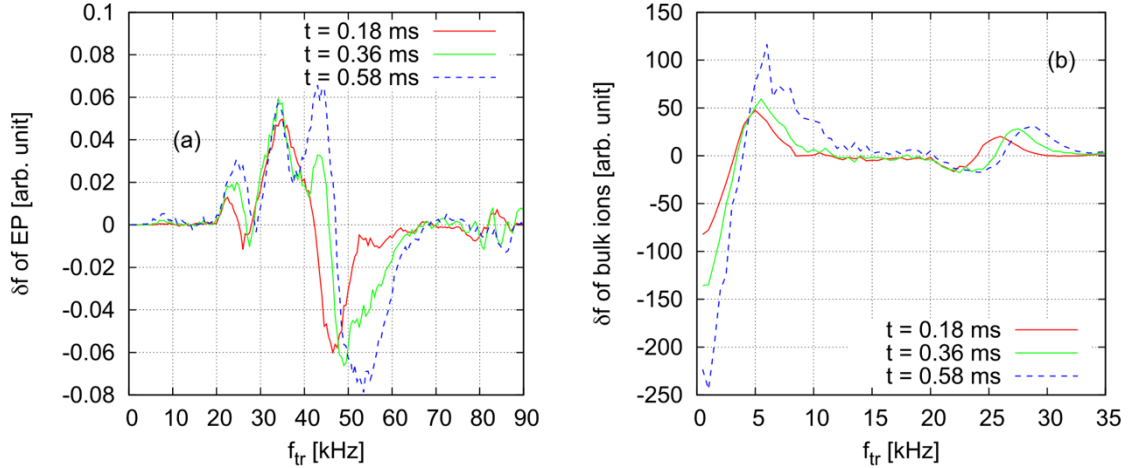 0.1
0.08
0.06
0.04
0.02
0
-0.02
-0.04
-0.06
-0.08
0 10 20 30 40 50 60 70 80 90
f_tr [kHz]
δf of EP [arb. unit]
(a)
t = 0.18 ms
t = 0.36 ms
t = 0.58 ms
150
100
50
0
-50
-100
-150
-200
-250
0 5 10 15 20 25 30 35
f_tr [kHz]
δf of bulk ions [arb. unit]
(b)
t = 0.18 ms
t = 0.36 ms
t = 0.58 ms